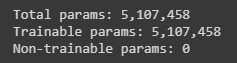 Total params: 5,107,458
Trainable params: 5,107,458
Non-trainable params: 0